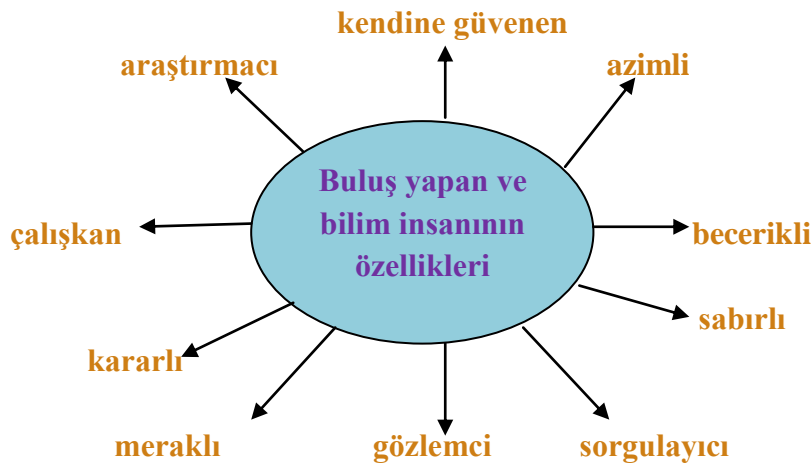 kendine güvenen
araştırmacı
azimli
Buluş yapan ve
bilim insanının
özellikleri
çalışkan
becerikli
sabırlı
kararlı
meraklı
gözlemci
sorgulayıcı